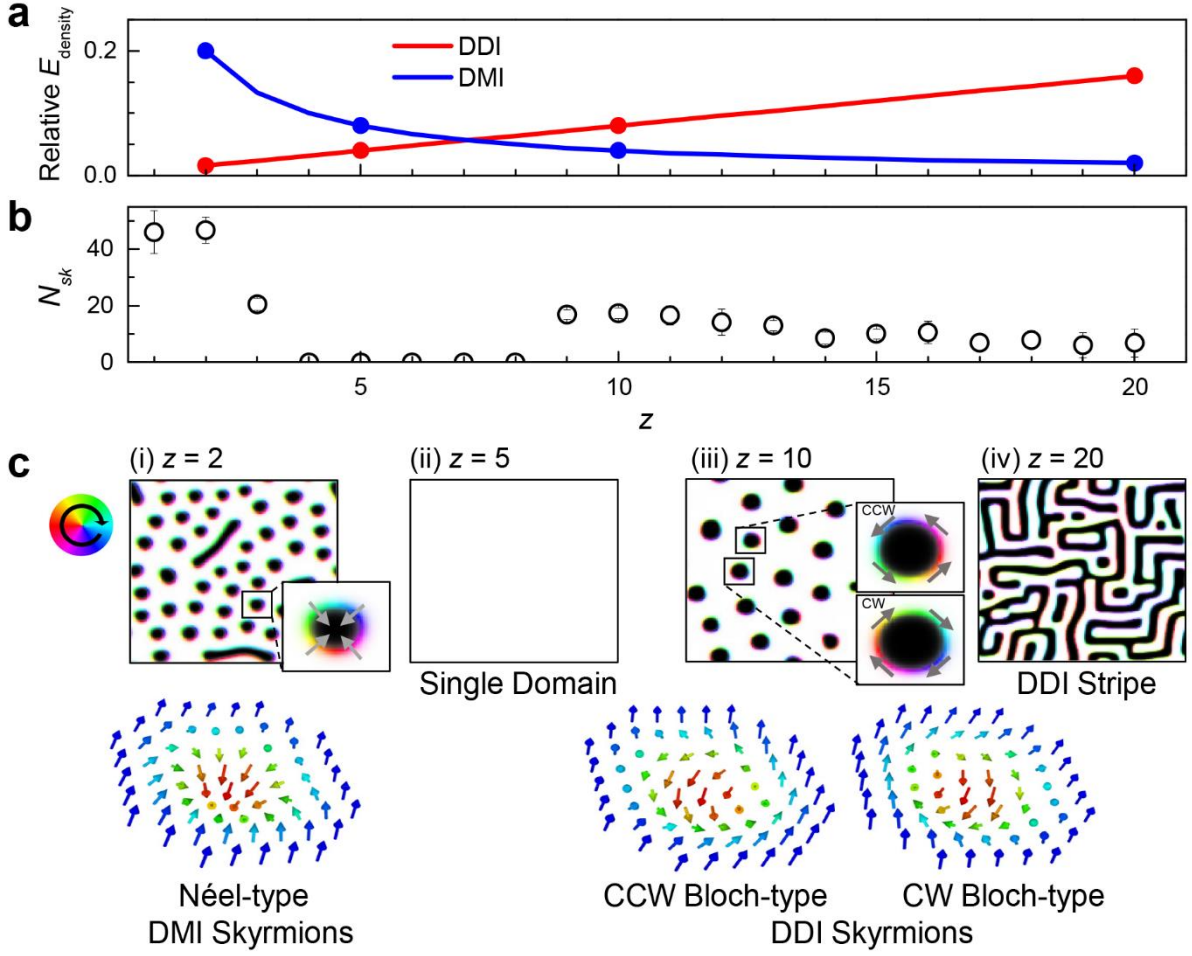 a
Relative E_density
0.2
0.0
DDI
DMI
b
N_sk
40
20
0
5
10
15
20
z
c
(i) z = 2
(ii) z = 5
(iii) z = 10
(iv) z = 20
CCW
CW
Single Domain
DDI Stripe
Néel-type
DMI Skyrmions
CCW Bloch-type
CW Bloch-type
DDI Skyrmions